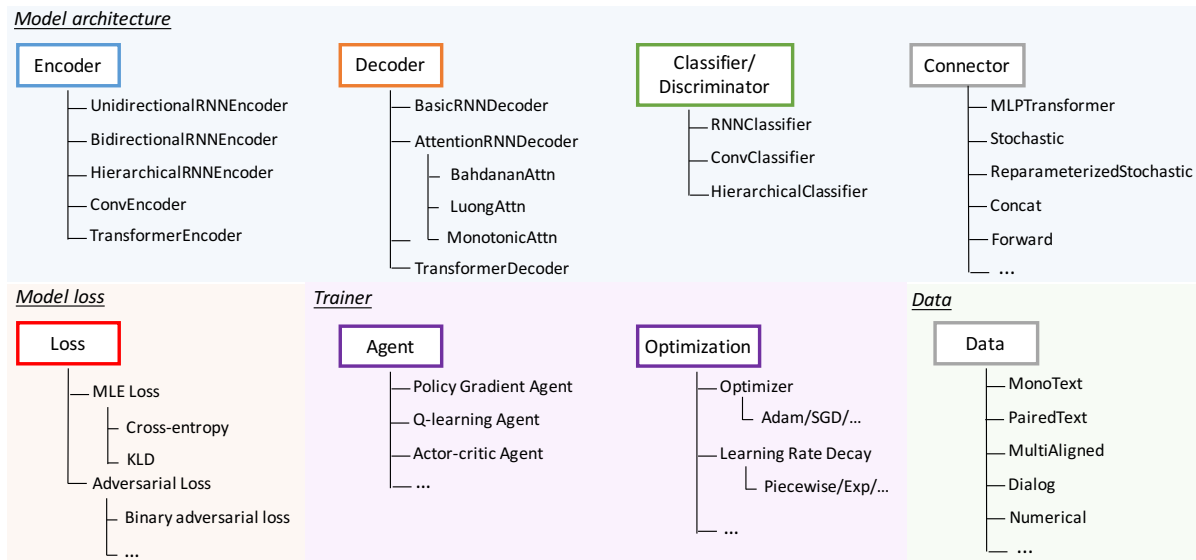 Model architecture
Encoder
UnidirectionalRNNEncoder
BidirectionalRNNEncoder
HierarchicalRNNEncoder
ConvEncoder
TransformerEncoder
Decoder
BasicRNNDecoder
AttentionRNNDecoder
BahdananAttn
LuongAttn
MonotonicAttn
TransformerDecoder
Classifier/
Discriminator
RNNClassifier
ConvClassifier
HierarchicalClassifier
Connector
MLPTransformer
Stochastic
ReparameterizedStochastic
Concat
Forward
...
Model loss
Loss
MLE Loss
Cross-entropy
KLD
Adversarial Loss
Binary adversarial loss
...
Trainer
Agent
Policy Gradient Agent
Q-learning Agent
Actor-critic Agent
...
Optimization
Optimizer
Adam/SGD/...
Learning Rate Decay
Piecewise/Exp/...
...
Data
Data
MonoText
PairedText
MultiAligned
Dialog
Numerical
...